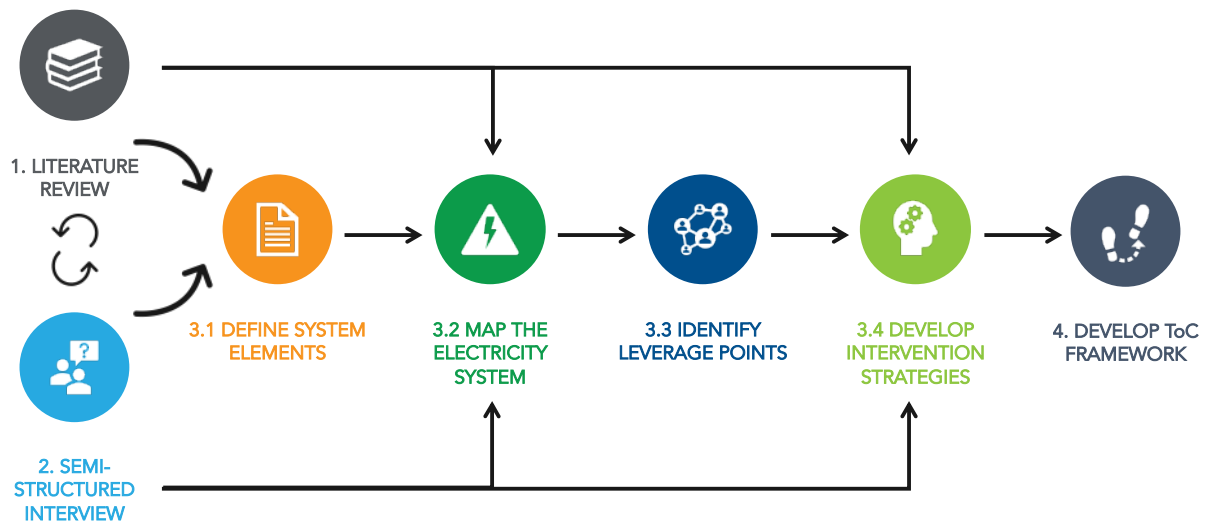 1. LITERATURE
REVIEW
2. SEMI-
STRUCTURED
INTERVIEW
3.1 DEFINE SYSTEM
ELEMENTS
3.2 MAP THE
ELECTRICITY
SYSTEM
3.3 IDENTIFY
LEVERAGE POINTS
3.4 DEVELOP
INTERVENTION
STRATEGIES
4. DEVELOP ToC
FRAMEWORK
?